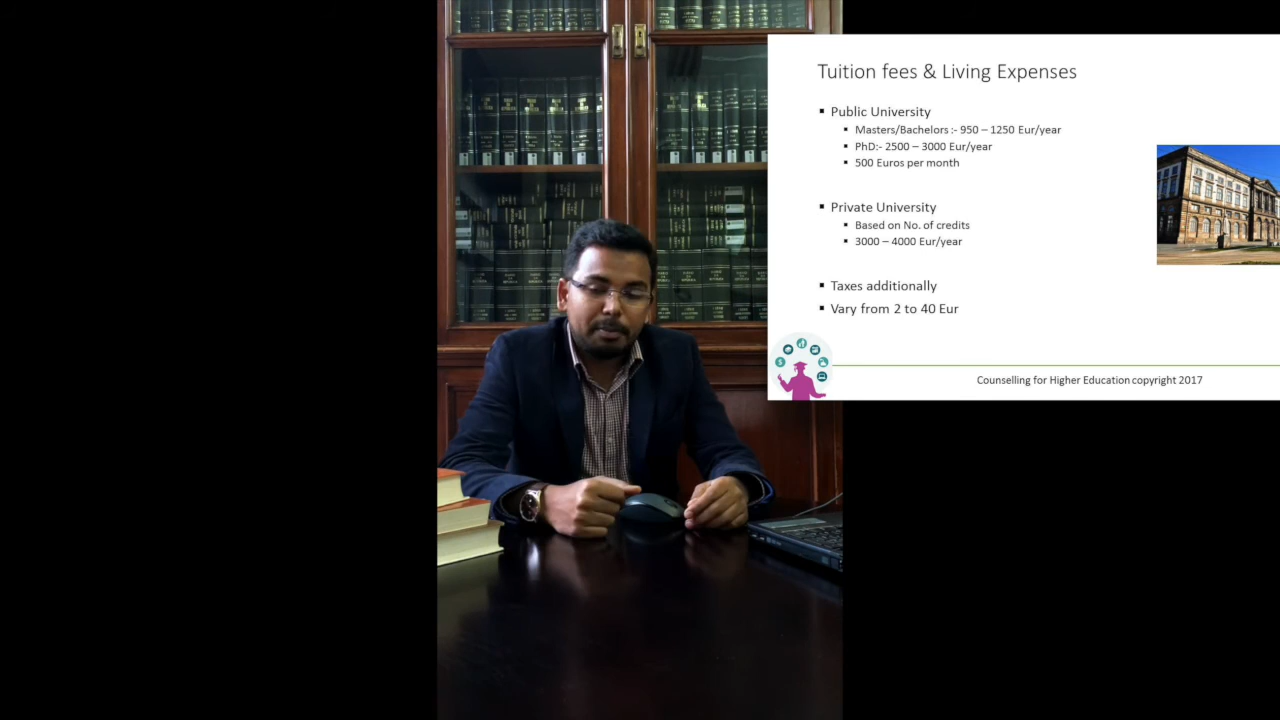 Tuition fees & Living Expenses
▪ Public University
▪ Masters/Bachelors :- 950 – 1250 Eur/year
▪ PhD:- 2500 – 3000 Eur/year
▪ 500 Euros per month
▪ Private University
▪ Based on No. of credits
▪ 3000 – 4000 Eur/year
▪ Taxes additionally
▪ Vary from 2 to 40 Eur
Counselling for Higher Education copyright 2017